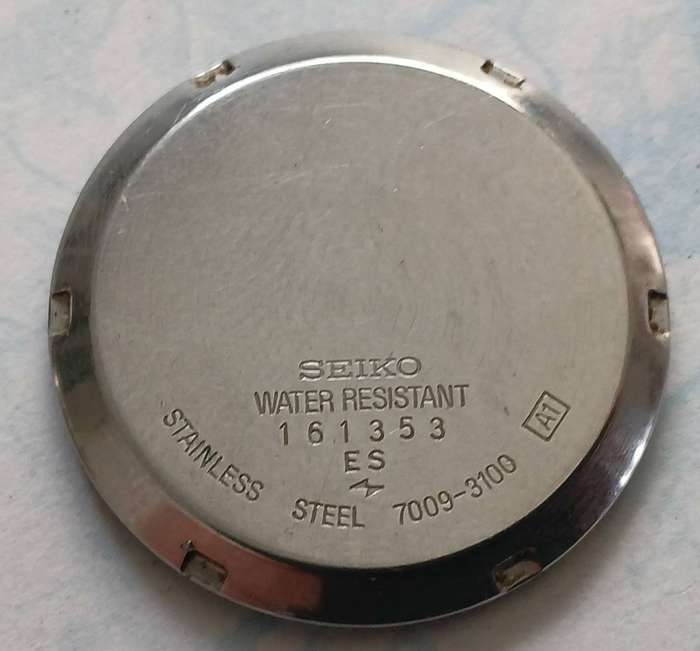 SEIKO
WATER RESISTANT
161353
ES
STAINLESS STEEL 7009-3100 A1